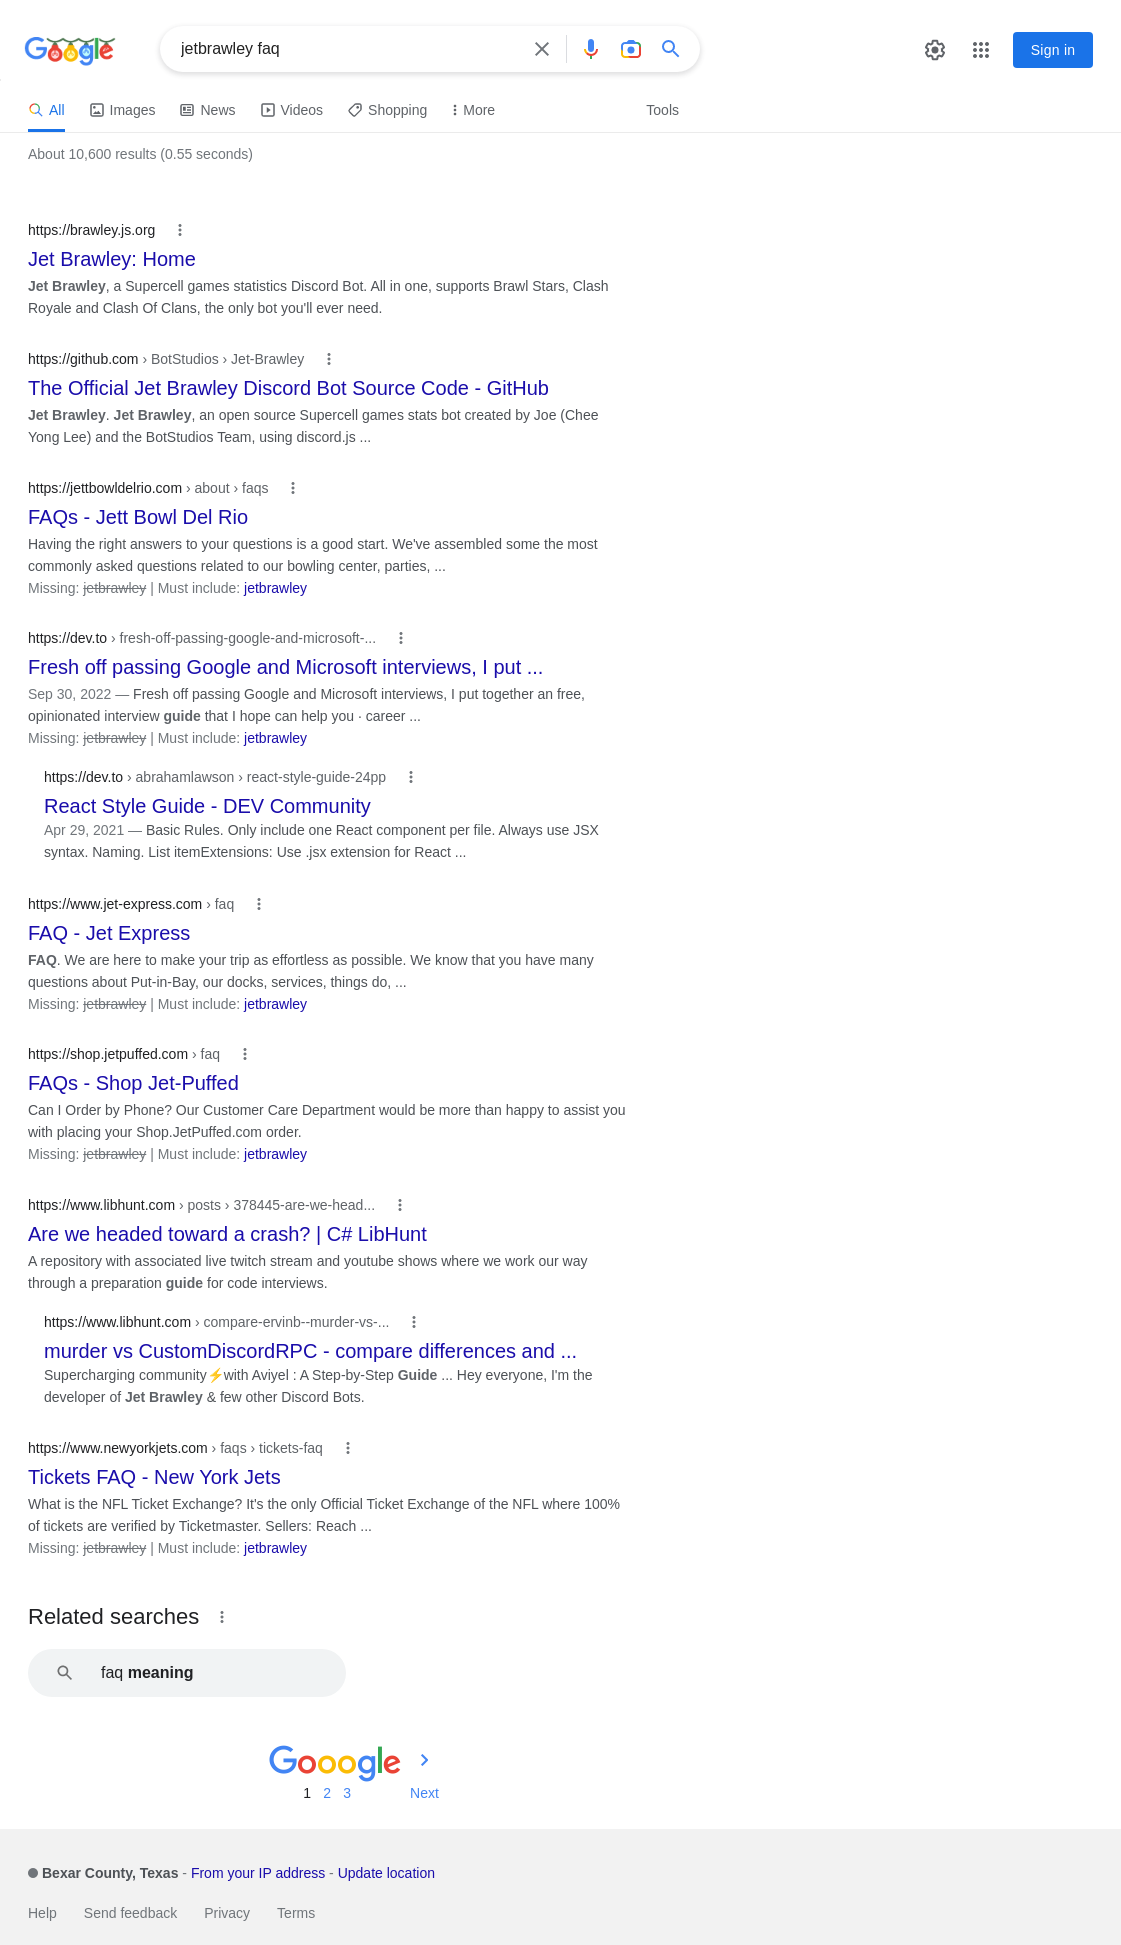 Google
jetbrawley faq
Sign in
All Images News Videos Shopping More Tools
About 10,600 results (0.55 seconds)
https://brawley.js.org
Jet Brawley: Home
Jet Brawley, a Supercell games statistics Discord Bot. All in one, supports Brawl Stars, Clash
Royale and Clash Of Clans, the only bot you'll ever need.
https://github.com › BotStudios › Jet-Brawley
The Official Jet Brawley Discord Bot Source Code - GitHub
Jet Brawley. Jet Brawley, an open source Supercell games stats bot created by Joe (Chee
Yong Lee) and the BotStudios Team, using discord.js ...
https://jettbowldelrio.com › about › faqs
FAQs - Jett Bowl Del Rio
Having the right answers to your questions is a good start. We've assembled some the most
commonly asked questions related to our bowling center, parties, ...
Missing: jetbrawley | Must include: jetbrawley
https://dev.to › fresh-off-passing-google-and-microsoft-...
Fresh off passing Google and Microsoft interviews, I put ...
Sep 30, 2022 — Fresh off passing Google and Microsoft interviews, I put together an free,
opinionated interview guide that I hope can help you · career ...
Missing: jetbrawley | Must include: jetbrawley
https://dev.to › abrahamlawson › react-style-guide-24pp
React Style Guide - DEV Community
Apr 29, 2021 — Basic Rules. Only include one React component per file. Always use JSX
syntax. Naming. List itemExtensions: Use .jsx extension for React ...
https://www.jet-express.com › faq
FAQ - Jet Express
FAQ. We are here to make your trip as effortless as possible. We know that you have many
questions about Put-in-Bay, our docks, services, things do, ...
Missing: jetbrawley | Must include: jetbrawley
https://shop.jetpuffed.com › faq
FAQs - Shop Jet-Puffed
Can I Order by Phone? Our Customer Care Department would be more than happy to assist you
with placing your Shop.JetPuffed.com order.
Missing: jetbrawley | Must include: jetbrawley
https://www.libhunt.com › posts › 378445-are-we-head...
Are we headed toward a crash? | C# LibHunt
A repository with associated live twitch stream and youtube shows where we work our way
through a preparation guide for code interviews.
https://www.libhunt.com › compare-ervinb--murder-vs-...
murder vs CustomDiscordRPC - compare differences and ...
Supercharging community⚡with Aviyel : A Step-by-Step Guide ... Hey everyone, I'm the
developer of Jet Brawley & few other Discord Bots.
https://www.newyorkjets.com › faqs › tickets-faq
Tickets FAQ - New York Jets
What is the NFL Ticket Exchange? It's the only Official Ticket Exchange of the NFL where 100%
of tickets are verified by Ticketmaster. Sellers: Reach ...
Missing: jetbrawley | Must include: jetbrawley
Related searches
faq meaning
Gooogle
1 2 3 Next
Bexar County, Texas - From your IP address - Update location
Help Send feedback Privacy Terms